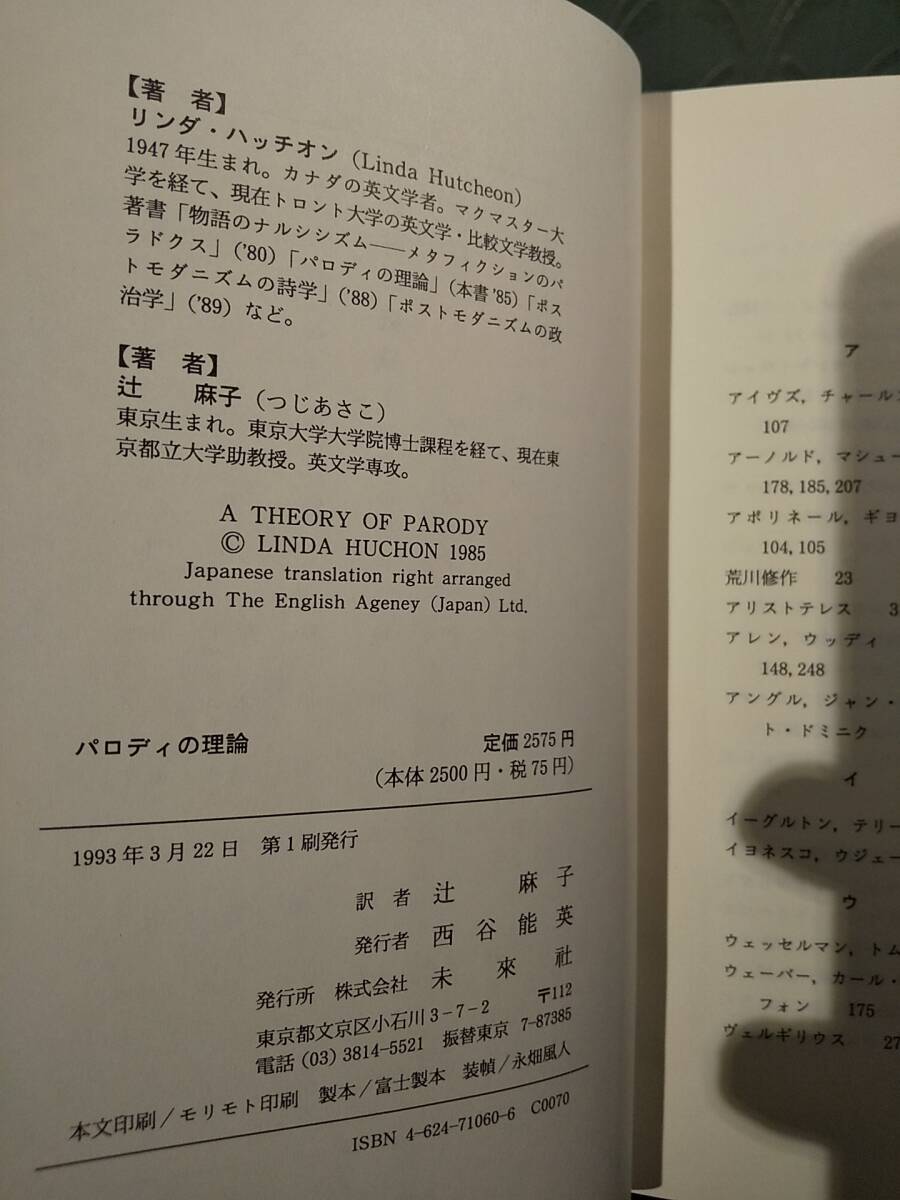 【著　者】
リンダ・ハッチオン (Linda Hutcheon)
1947年生まれ。カナダの英文学者。マクマスター大
学を経て、現在トロント大学の英文学・比較文学教授。
著書「物語のナルシシズム――メタフィクションのパ
ラドクス」('80)「パロディの理論」(本書'85)「ポス
トモダニズムの詩学」('88)「ポストモダニズムの政
治学」('89) など。
【著　者】
辻　麻子 (つじあさこ)
東京生まれ。東京大学大学院博士課程を経て、現在東
京都立大学助教授。英文学専攻。
A THEORY OF PARODY
© LINDA HUCHON 1985
Japanese translation right arranged
through The English Ageney (Japan) Ltd.
パロディの理論
定価 2575 円
(本体 2500 円・税 75 円)
1993 年 3 月 22 日　第 1 刷発行
訳 者　辻　麻 子
発行者　西 谷 能 英
発行所　株式会社　未 來 社
東京都文京区小石川 3-7-2　〒112
電話 (03) 3814-5521　振替東京 7-87385
本文印刷/モリモト印刷　製本/富士製本　装幀/永畑風人
ISBN 4-624-71060-6　C0070
ア
アイヴズ, チャール
107
アーノルド, マシュー
178, 185, 207
アポリネール, ギヨ
104, 105
荒川修作　23
アリストテレス　3
アレン, ウッディ
148, 248
アングル, ジャン・
ト・ドミニク
イ
イーグルトン, テリー
イヨネスコ, ウジェー
ウ
ウェッセルマン, トム
ウェーバー, カール・
フォン　175
ヴェルギリウス　27